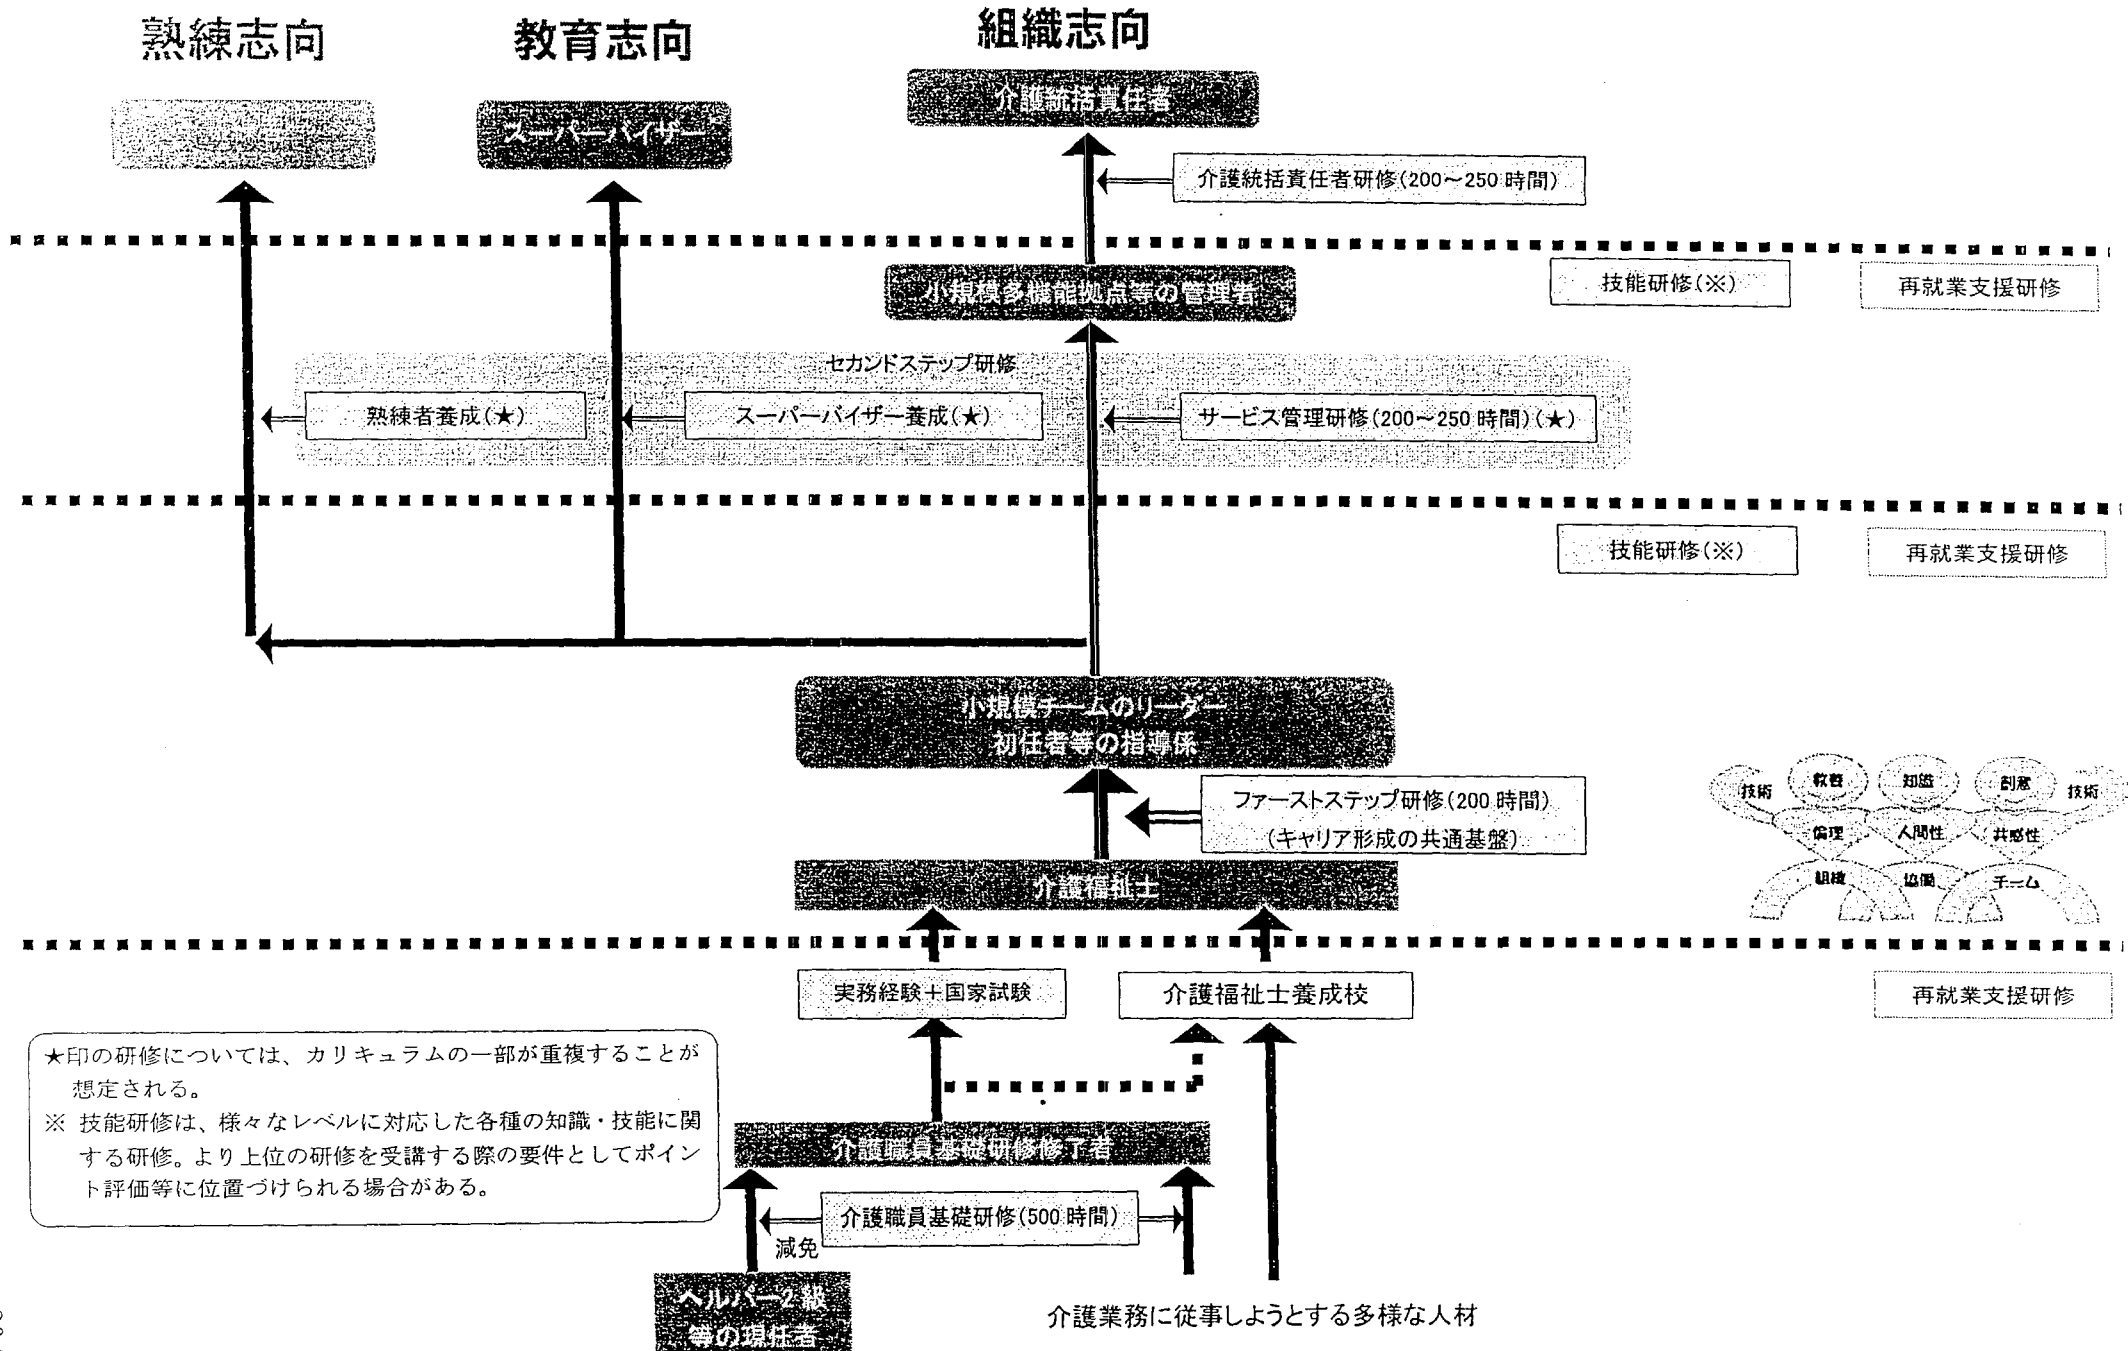 熟練志向
教育志向
組織志向
介護統括責任者
スーパーバイザー
介護統括責任者研修(200～250時間)
小規模多機能拠点等の管理者
技能研修(※)
再就業支援研修
セカンドステップ研修
熟練者養成(★)
スーパーバイザー養成(★)
サービス管理研修(200～250時間)(★)
技能研修(※)
再就業支援研修
小規模チームのリーダー
初任者等の指導係
ファーストステップ研修(200時間)
(キャリア形成の共通基盤)
技術
教養
知識
創意
技術
倫理
人間性
共感性
組織
協働
チーム
介護福祉士
実務経験＋国家試験
介護福祉士養成校
再就業支援研修
★印の研修については、カリキュラムの一部が重複することが
想定される。
※ 技能研修は、様々なレベルに対応した各種の知識・技能に関
する研修。より上位の研修を受講する際の要件としてポイン
ト評価等に位置づけられる場合がある。
介護職員基礎研修修了者
介護職員基礎研修(500時間)
減免
ヘルパー2級
等の現任者
介護業務に従事しようとする多様な人材